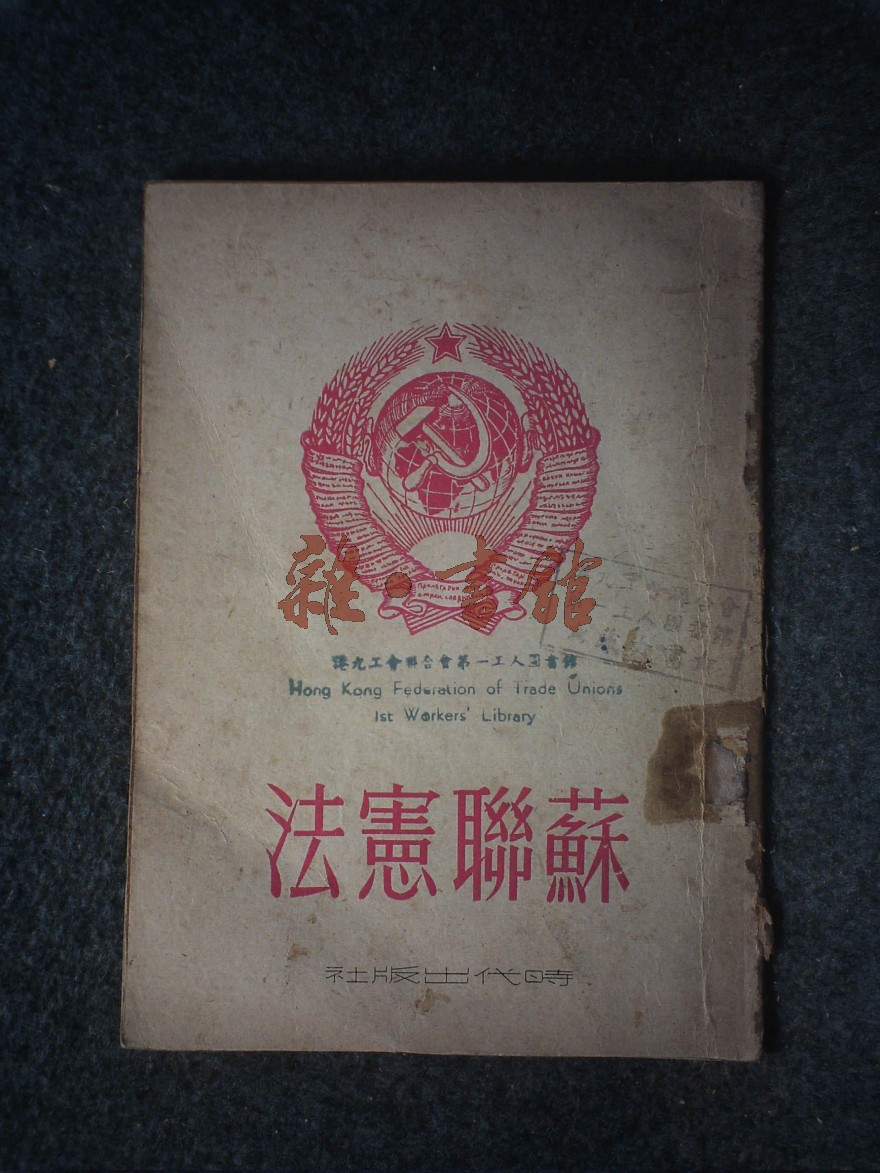 雜·書館
港九工會聯合會第一工人圖書館
Hong Kong Federation of Trade Unions
1st Workers' Library
蘇聯憲法
時代出版社